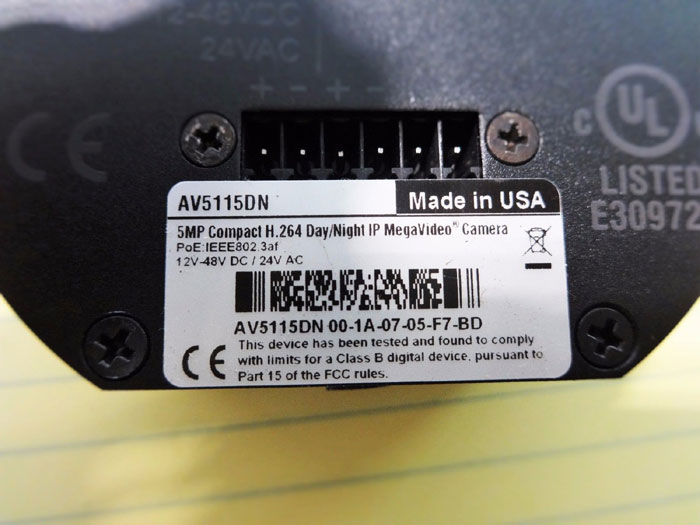 12-48VDC
24VAC
+ - + -
c UL
LISTED
E30972
CE
AV5115DN
Made in USA
5MP Compact H.264 Day/Night IP MegaVideo® Camera
PoE:IEEE802.3af
12V-48V DC / 24V AC
AV5115DN 00-1A-07-05-F7-BD
CE
This device has been tested and found to comply
with limits for a Class B digital device, pursuant to
Part 15 of the FCC rules.